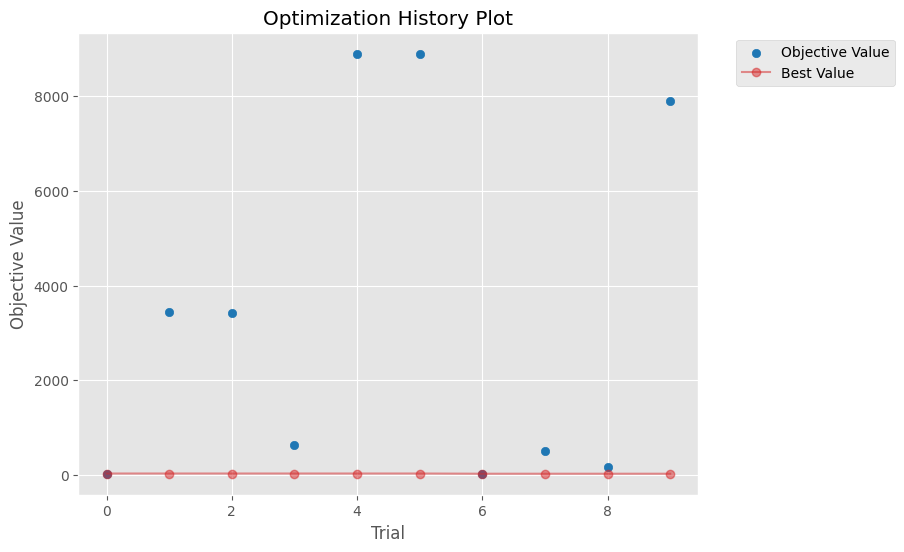 Optimization History Plot
Objective Value
Best Value
Objective Value
8000
6000
4000
2000
0
0
2
4
6
8
Trial